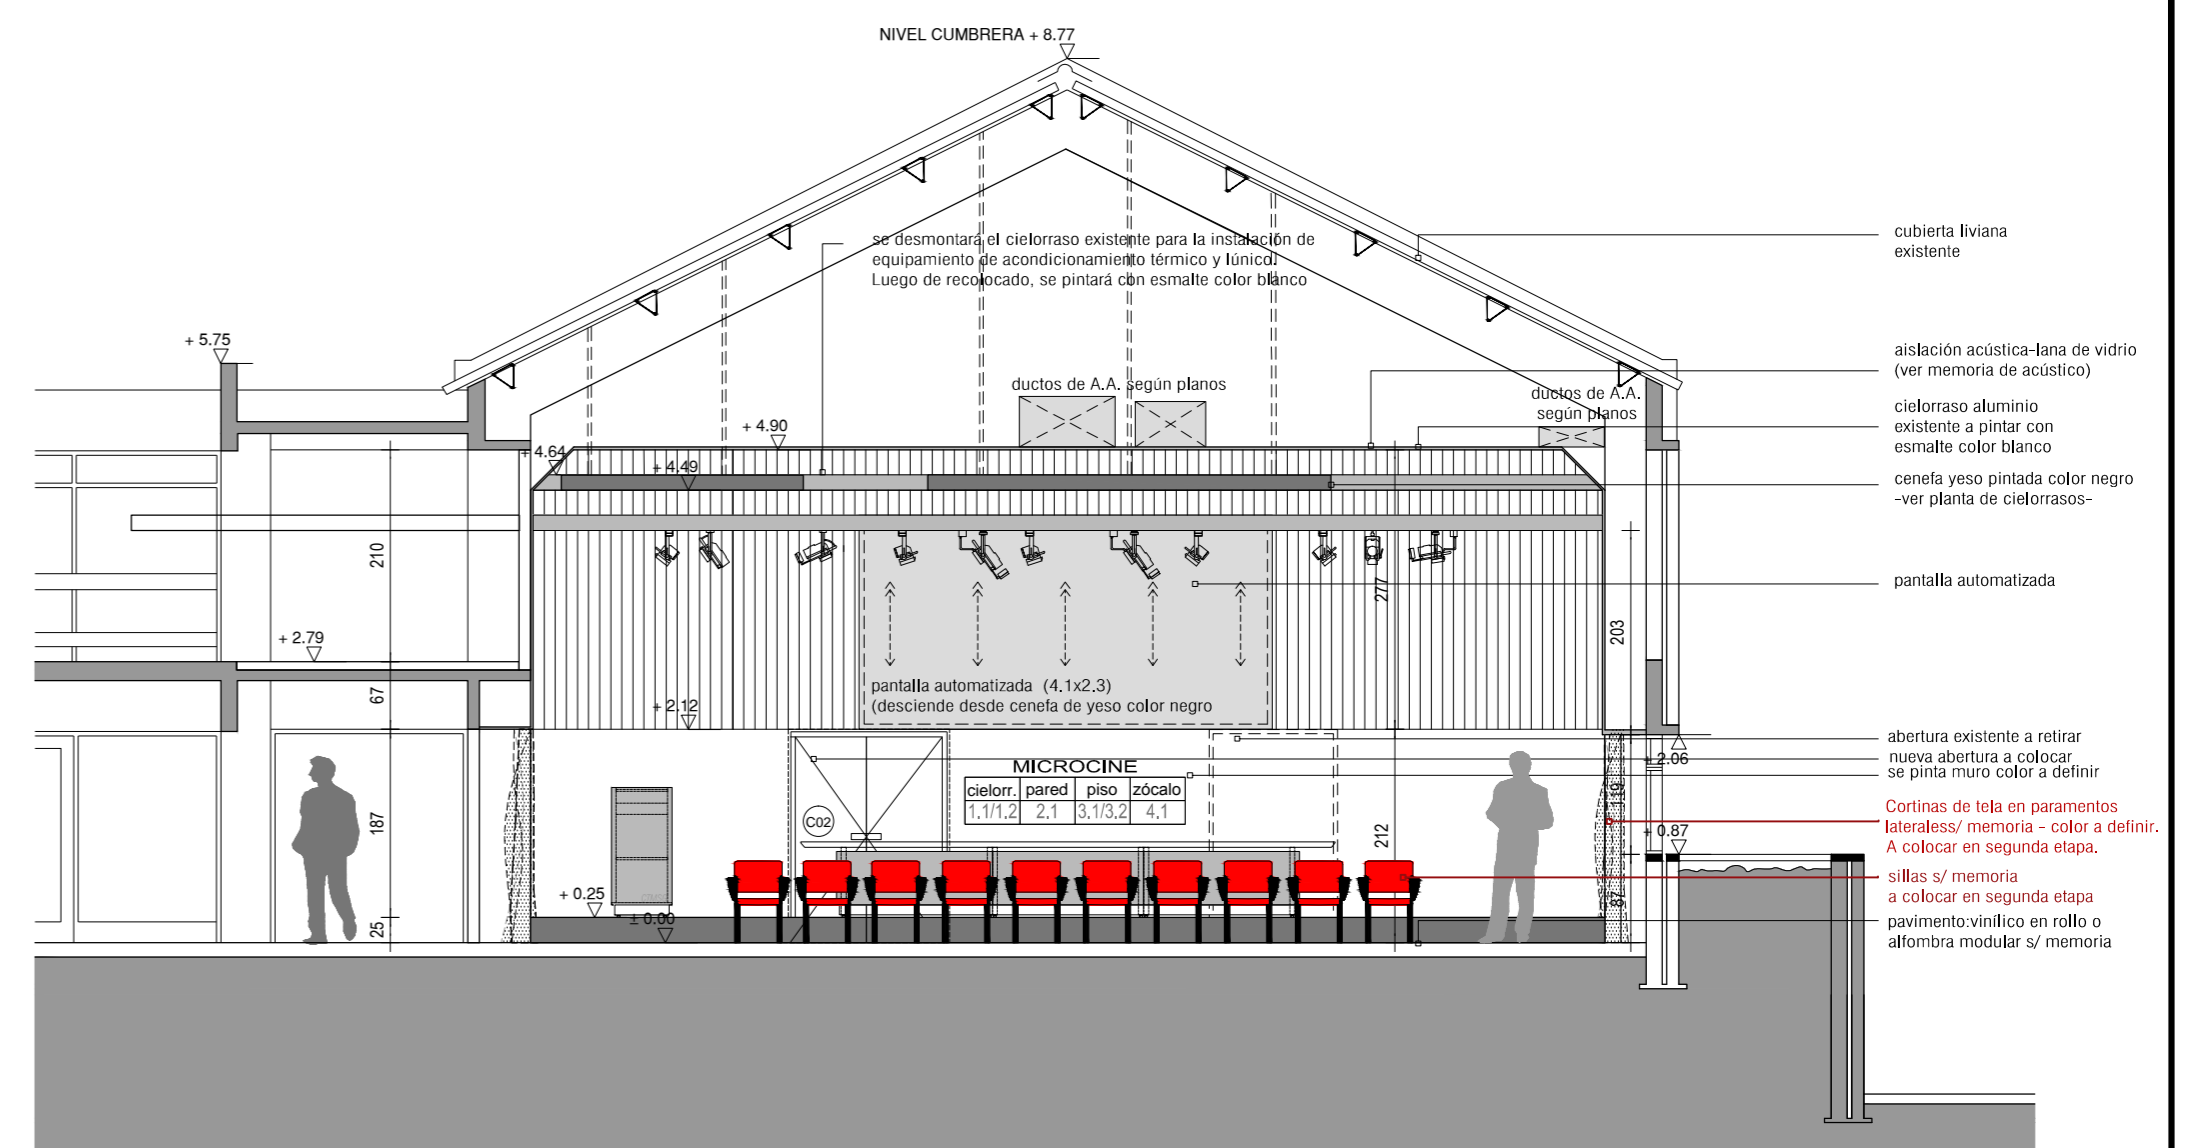 NIVEL CUMBRERA + 8.77
se desmontará el cielorraso existente para la instalación de
equipamiento de acondicionamiento térmico y lúnico.
Luego de recolocado, se pintará con esmalte color blanco
cubierta liviana
existente
+ 5.75
aislación acústica-lana de vidrio
(ver memoria de acústico)
ductos de A.A. según planos
ductos de A.A.
según planos
cielorraso aluminio
existente a pintar con
esmalte color blanco
+ 4.90
+ 4.64
+ 4.49
cenefa yeso pintada color negro
-ver planta de cielorrasos-
210
277
203
pantalla automatizada
+ 2.79
67
+ 2.12
pantalla automatizada (4.1x2.3)
(desciende desde cenefa de yeso color negro
abertura existente a retirar
nueva abertura a colocar
se pinta muro color a definir
+ 2.06
MICROCINE
cielorr. pared piso zócalo
1.1/1.2 2.1 3.1/3.2 4.1
C02
119
187
212
+ 0.87
Cortinas de tela en paramentos
lateraless/ memoria - color a definir.
A colocar en segunda etapa.
sillas s/ memoria
a colocar en segunda etapa
87
+ 0.25
± 0.00
25
pavimento:vinílico en rollo o
alfombra modular s/ memoria